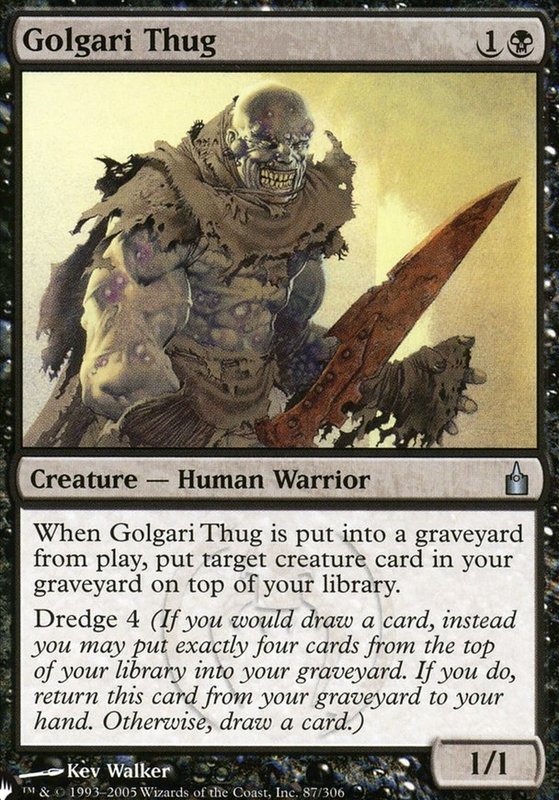 Golgari Thug 1
Creature — Human Warrior
When Golgari Thug is put into a graveyard
from play, put target creature card in your
graveyard on top of your library.
Dredge 4 (If you would draw a card, instead
you may put exactly four cards from the top
of your library into your graveyard. If you do,
return this card from your graveyard to your
hand. Otherwise, draw a card.)
1/1
Kev Walker
™ & © 1993–2005 Wizards of the Coast, Inc. 87/306